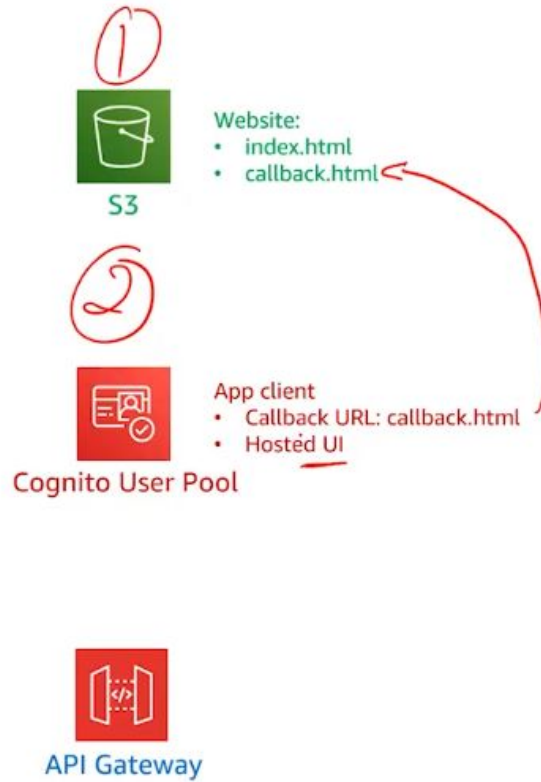 1
Website:
• index.html
• callback.html
S3
2
App client
• Callback URL: callback.html
• Hosted UI
Cognito User Pool
</>
API Gateway